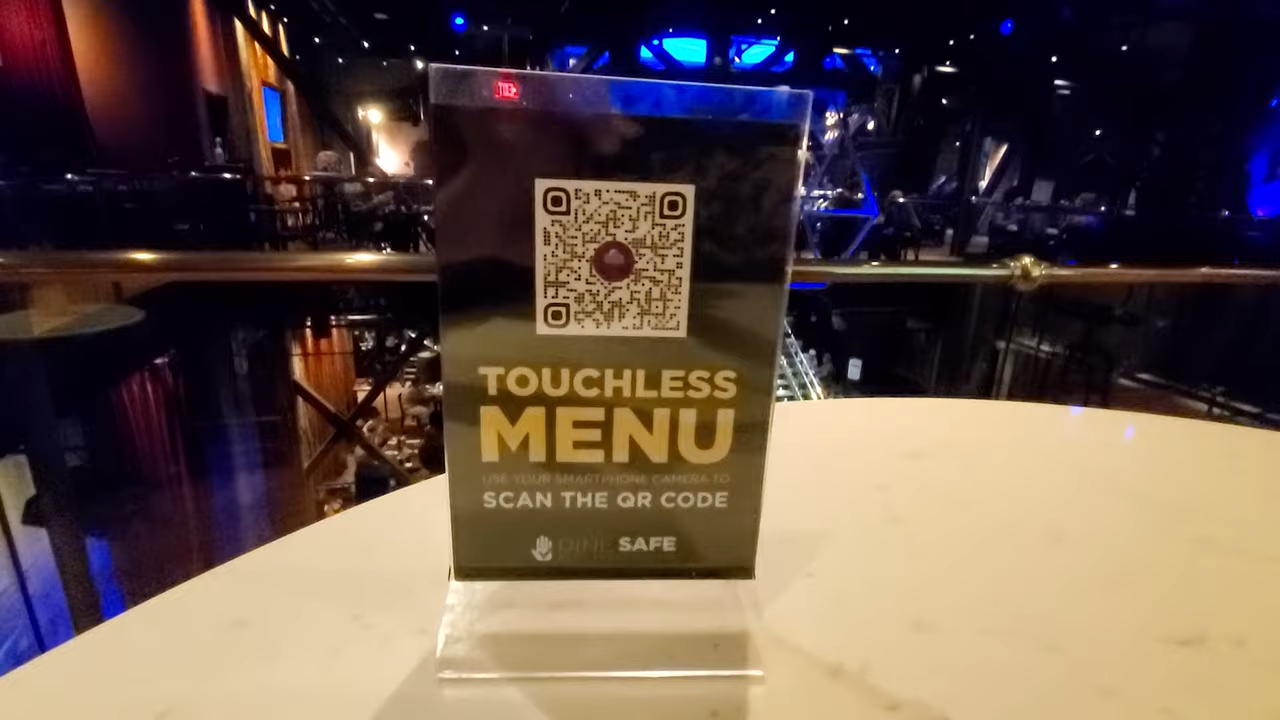 TOUCHLESS
MENU
USE YOUR SMARTPHONE CAMERA TO
SCAN THE QR CODE
DINE SAFE